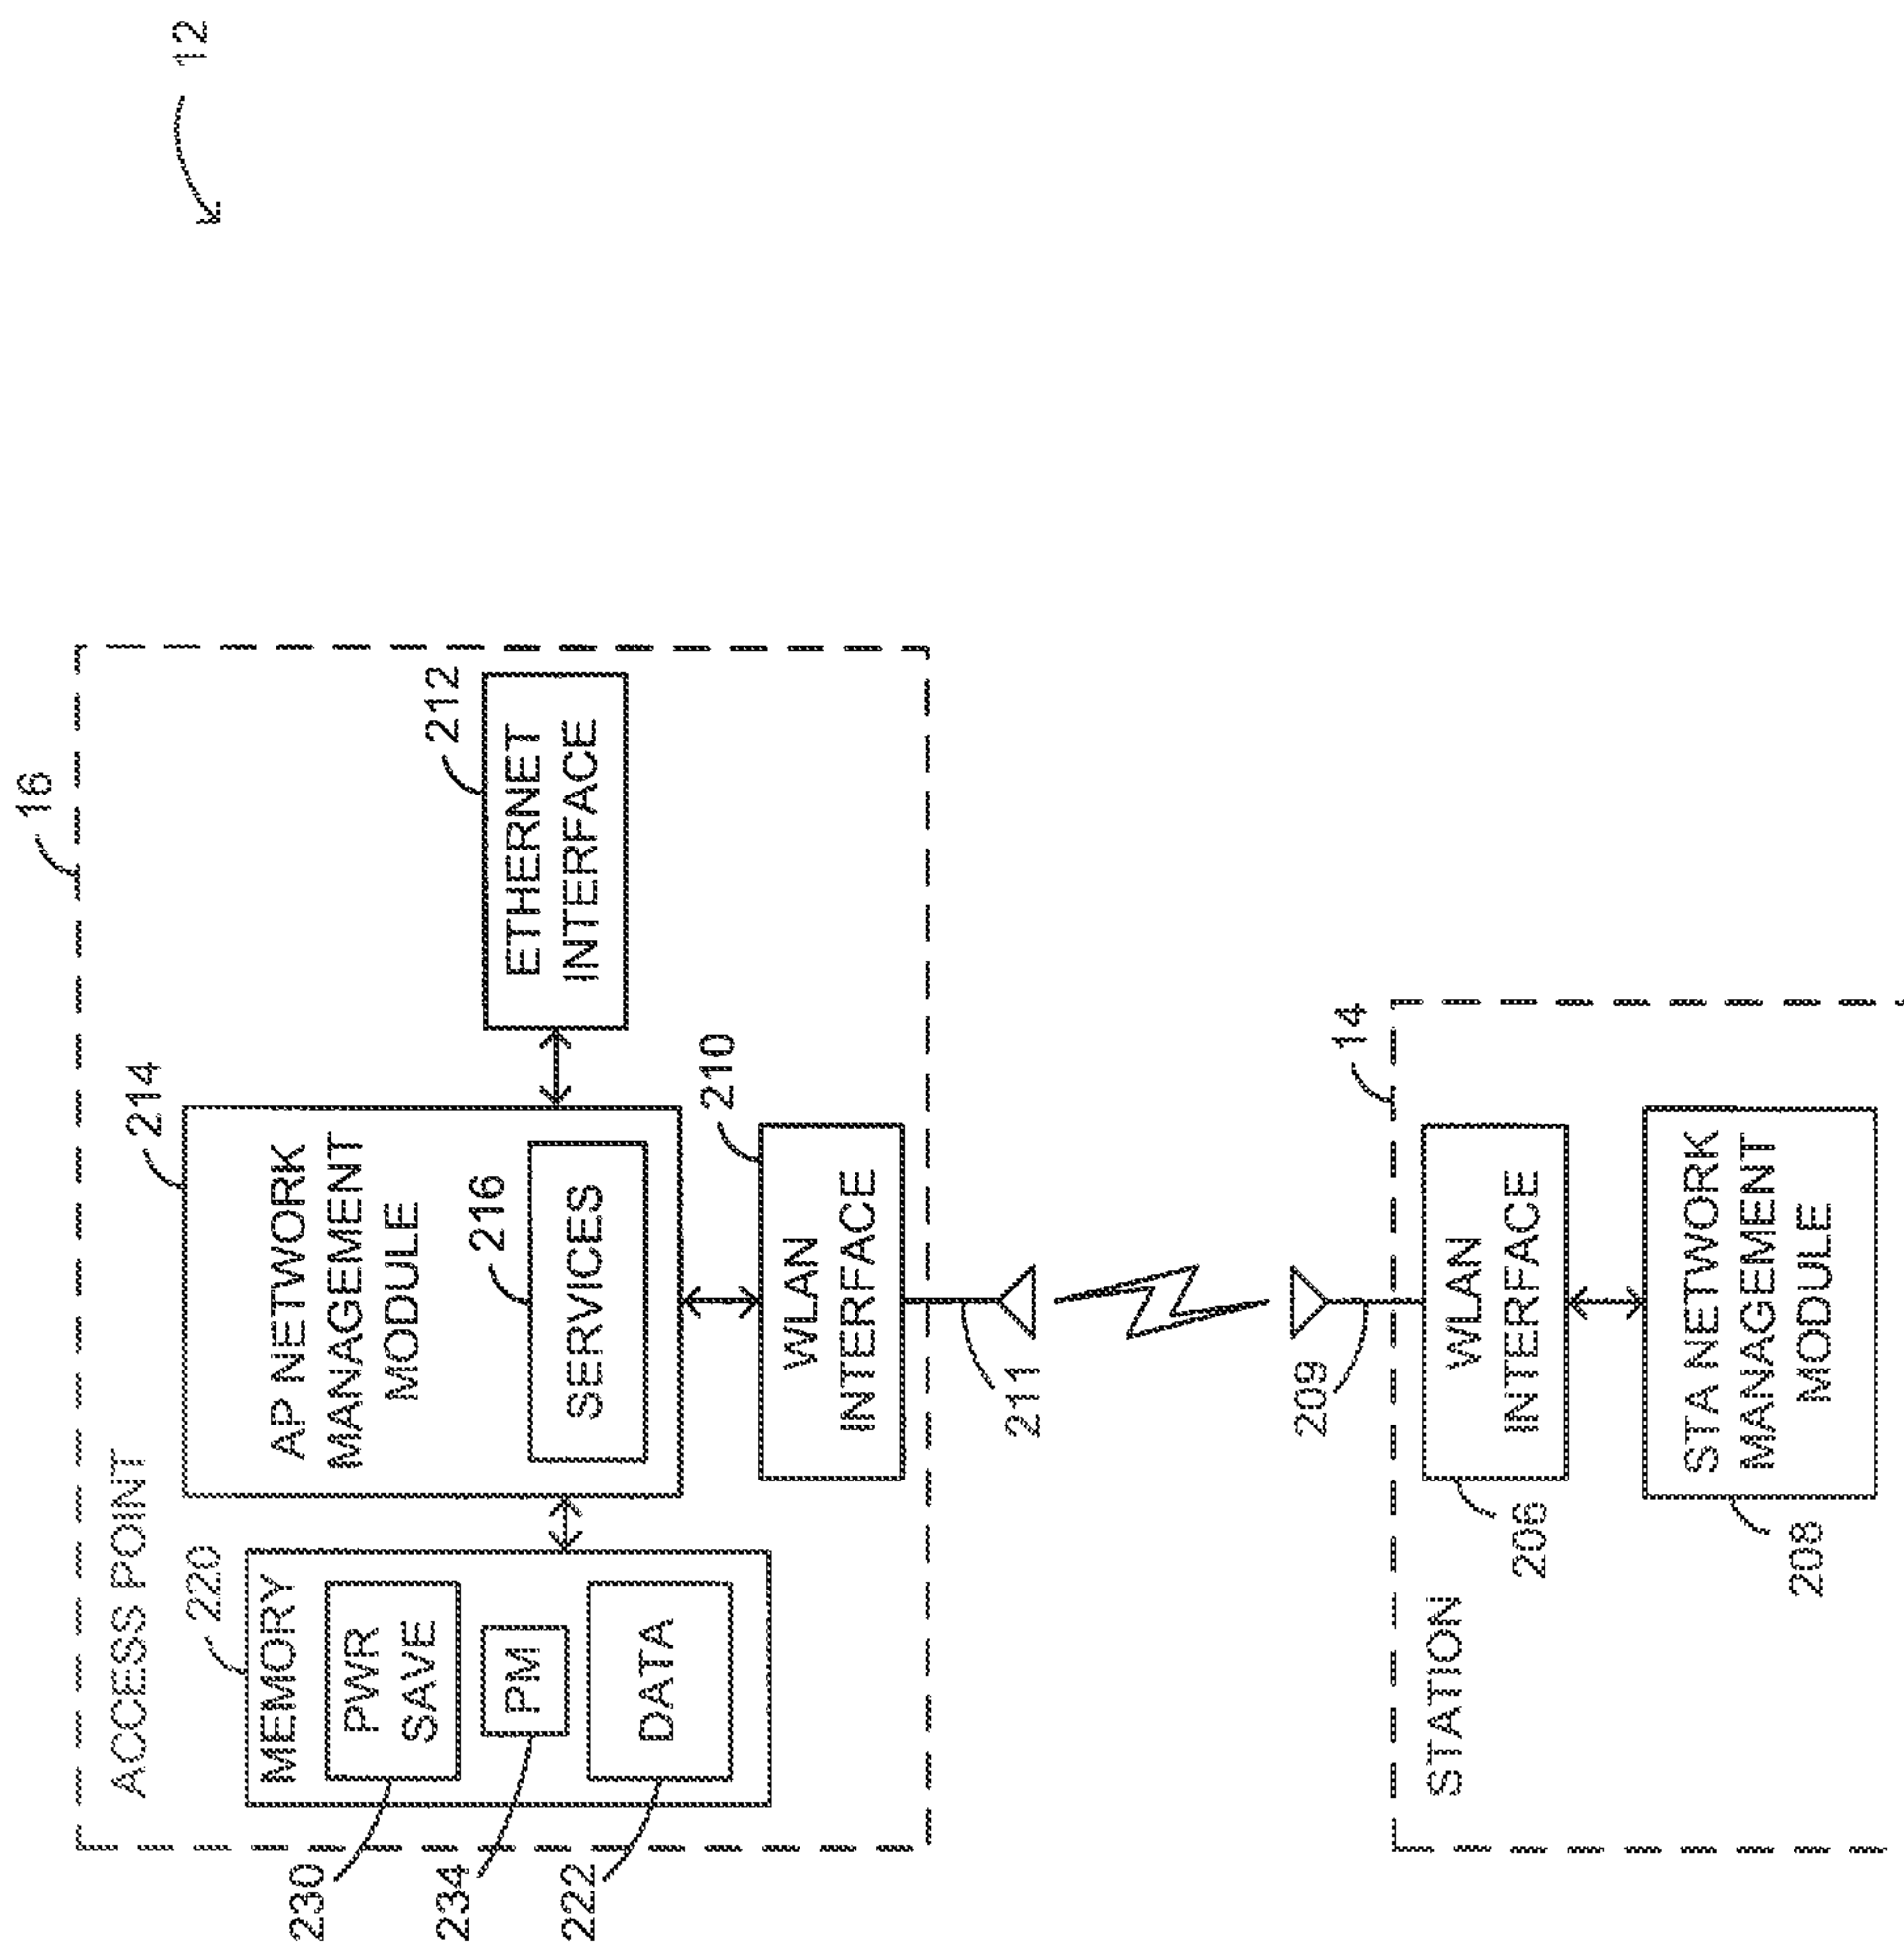 12
16
ACCESS POINT
214
AP NETWORK
MANAGEMENT
MODULE
216
SERVICES
212
ETHERNET
INTERFACE
220
MEMORY
PWR
SAVE
230
PM
234
DATA
222
210
WLAN
INTERFACE
211
209
14
STATION
WLAN
INTERFACE
206
STA NETWORK
MANAGEMENT
MODULE
208